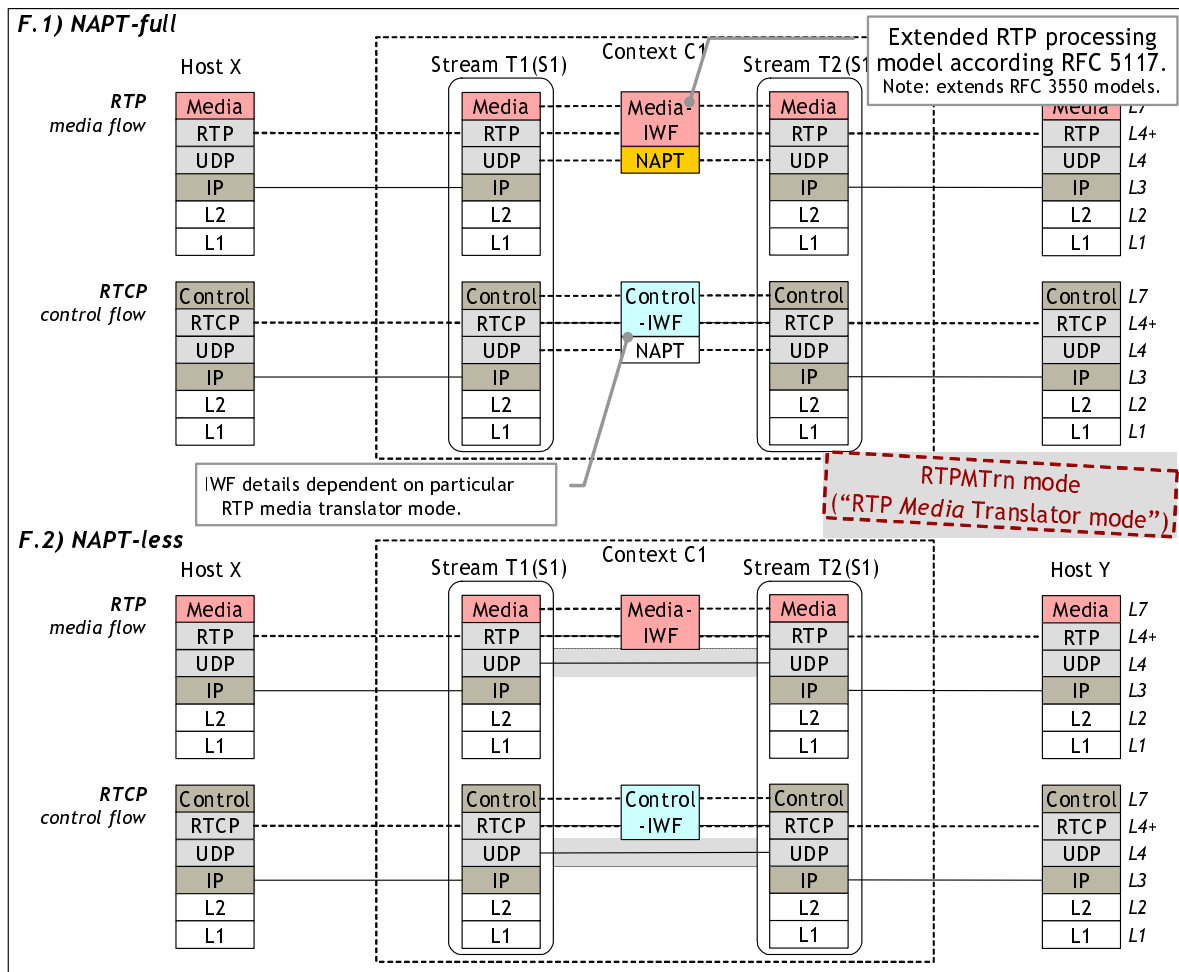 F.1) NAPT-full
Context C1
Extended RTP processing
model according RFC 5117.
Note: extends RFC 3550 models.
Host X
Stream T1(S1)
Stream T2(S1
RTP
media flow
Media
RTP
UDP
IP
L2
L1
Media
RTP
UDP
IP
L2
L1
Media-
IWF
NAPT
Media
RTP
UDP
IP
L2
L1
Media
RTP
UDP
IP
L2
L1
L7
L4+
L4
L3
L2
L1
RTCP
control flow
Control
RTCP
UDP
IP
L2
L1
Control
RTCP
UDP
IP
L2
L1
Control
-IWF
NAPT
Control
RTCP
UDP
IP
L2
L1
Control
RTCP
UDP
IP
L2
L1
L7
L4+
L4
L3
L2
L1
IWF details dependent on particular
RTP media translator mode.
RTPMTrn mode
(“RTP Media Translator mode”)
F.2) NAPT-less
Context C1
Host X
Stream T1(S1)
Stream T2(S1)
Host Y
RTP
media flow
Media
RTP
UDP
IP
L2
L1
Media
RTP
UDP
IP
L2
L1
Media-
IWF
Media
RTP
UDP
IP
L2
L1
Media
RTP
UDP
IP
L2
L1
L7
L4+
L4
L3
L2
L1
RTCP
control flow
Control
RTCP
UDP
IP
L2
L1
Control
RTCP
UDP
IP
L2
L1
Control
-IWF
Control
RTCP
UDP
IP
L2
L1
Control
RTCP
UDP
IP
L2
L1
L7
L4+
L4
L3
L2
L1